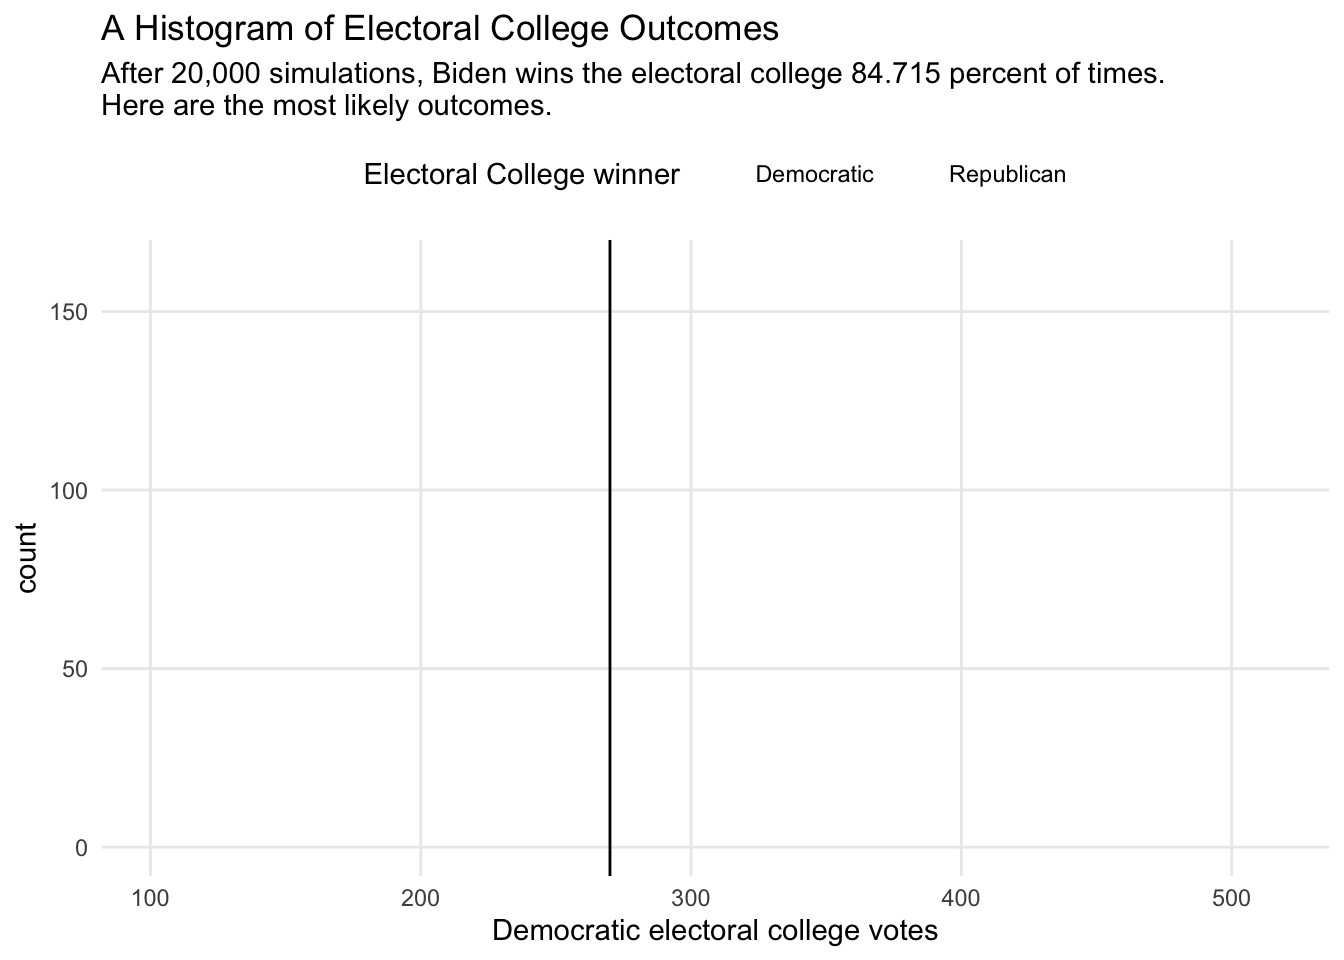 A Histogram of Electoral College Outcomes
After 20,000 simulations, Biden wins the electoral college 84.715 percent of times.
Here are the most likely outcomes.
Electoral College winner Democratic Republican
150
100
50
0
count
100 200 300 400 500
Democratic electoral college votes